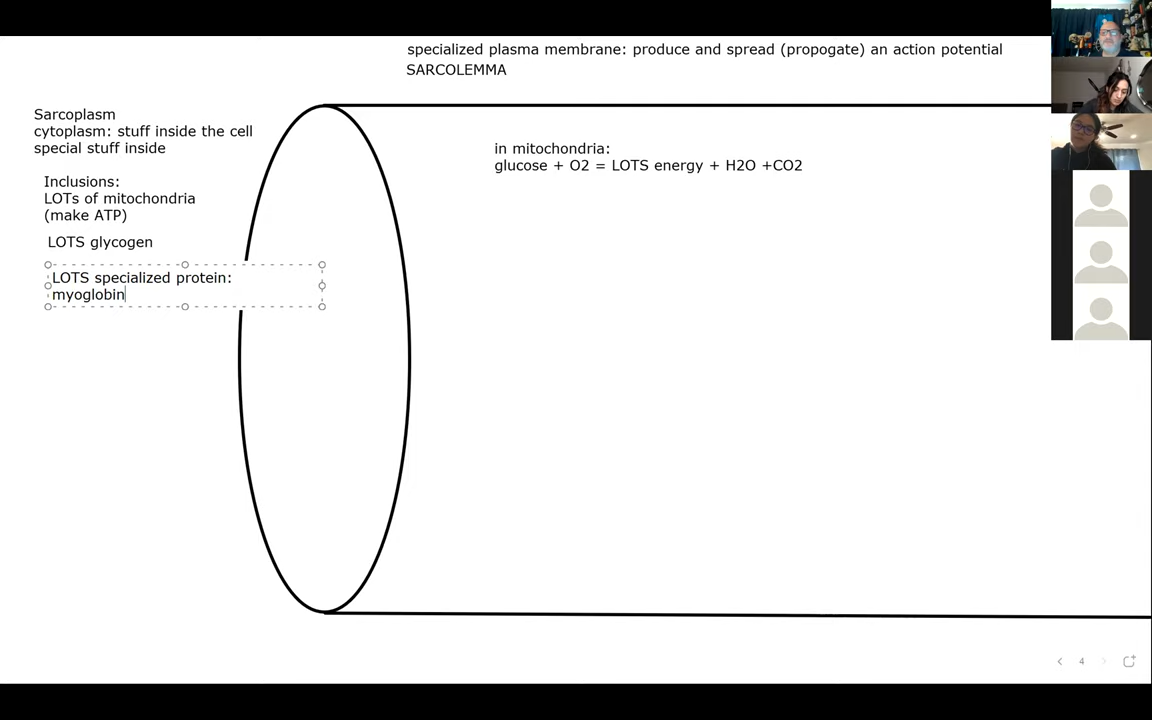 specialized plasma membrane: produce and spread (propogate) an action potential
SARCOLEMMA
Sarcoplasm
cytoplasm: stuff inside the cell
special stuff inside
in mitochondria:
glucose + O2 = LOTS energy + H2O +CO2
Inclusions:
LOTs of mitochondria
(make ATP)
LOTS glycogen
LOTS specialized protein:
myoglobin
4